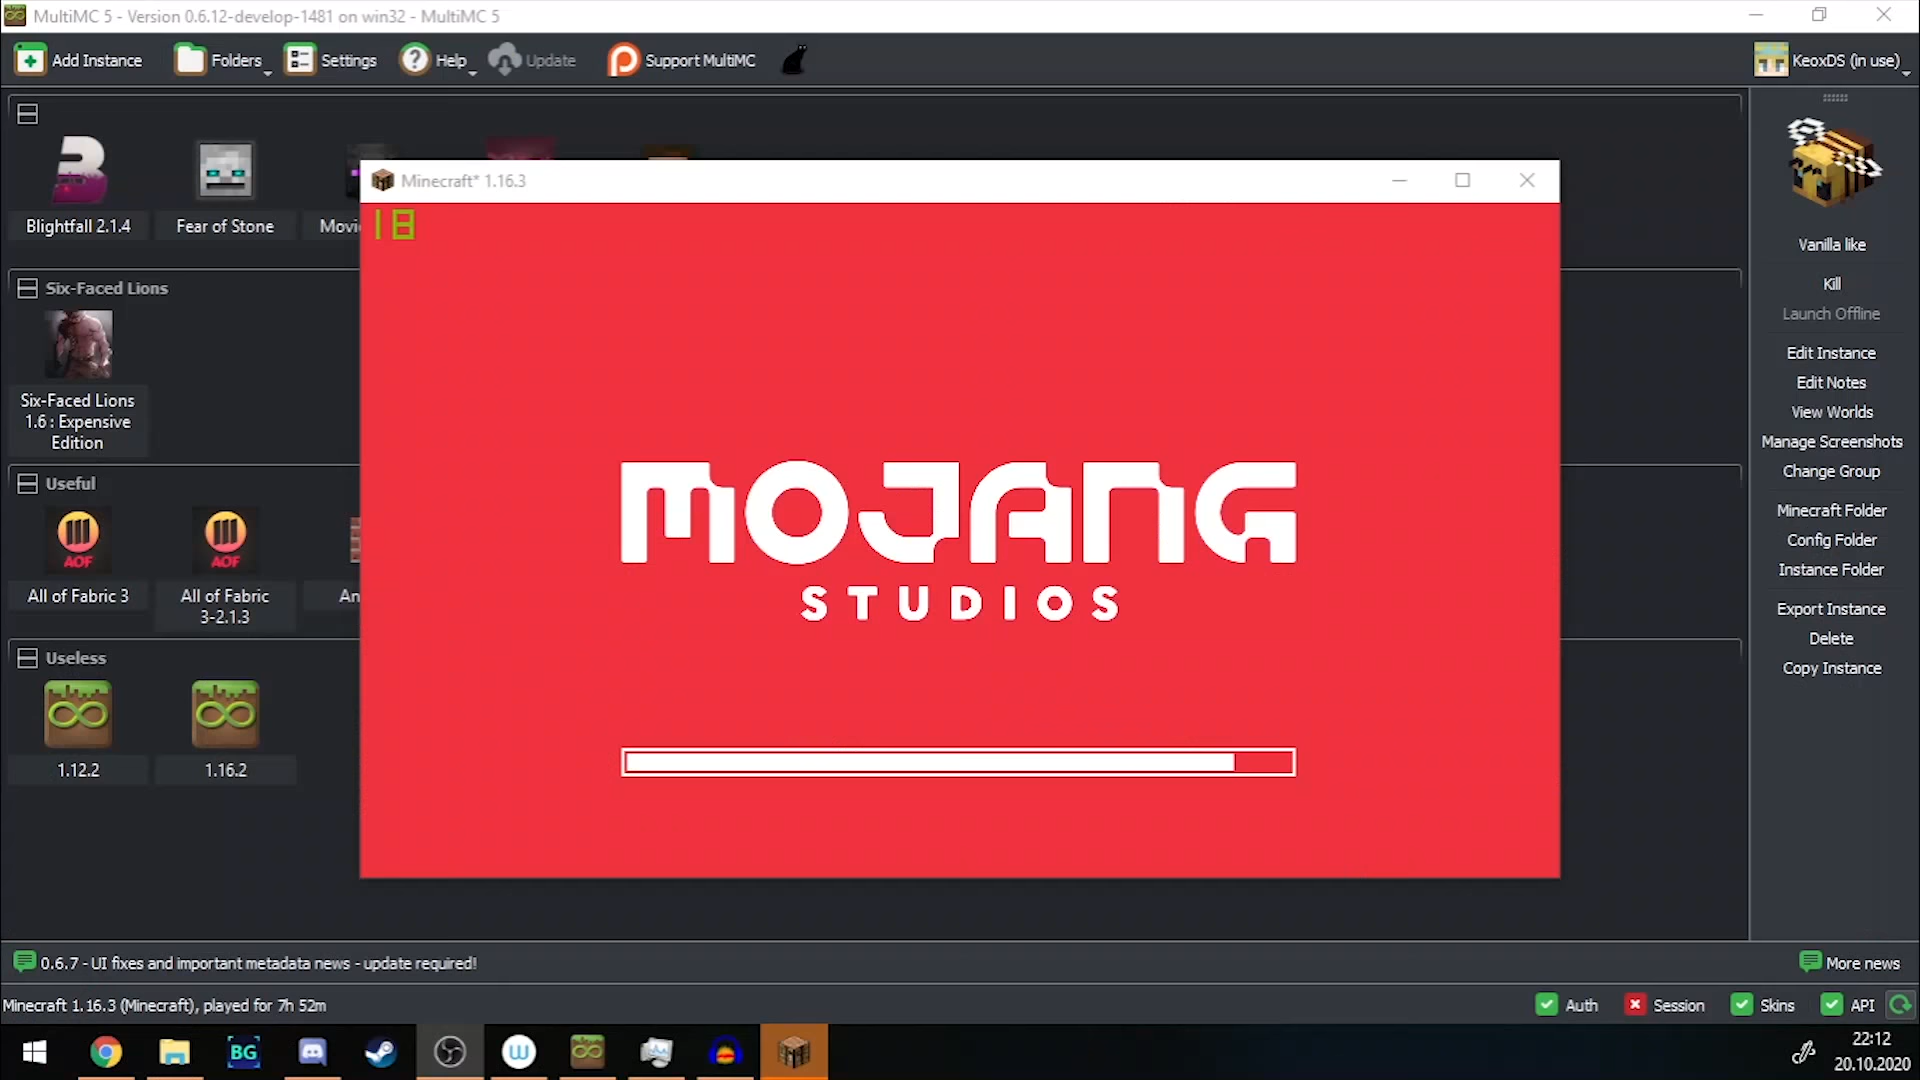 MultiMC 5 - Version 0.6.12-develop-1481 on win32 - MultiMC 5
Add Instance
Folders
Settings
Help
Update
Support MultiMC
KeoxDS (in use)
Blightfall 2.1.4
Fear of Stone
Movi
Minecraft* 1.16.3
18
MOJANG
STUDIOS
Six-Faced Lions
Six-Faced Lions
1.6 : Expensive
Edition
Useful
AOF
AOF
All of Fabric 3
All of Fabric
3-2.1.3
An
Useless
1.12.2
1.16.2
Vanilla like
Kill
Launch Offline
Edit Instance
Edit Notes
View Worlds
Manage Screenshots
Change Group
Minecraft Folder
Config Folder
Instance Folder
Export Instance
Delete
Copy Instance
0.6.7 - UI fixes and important metadata news - update required!
More news
Minecraft 1.16.3 (Minecraft), played for 7h 52m
Auth
Session
Skins
API
BG
22:12
20.10.2020